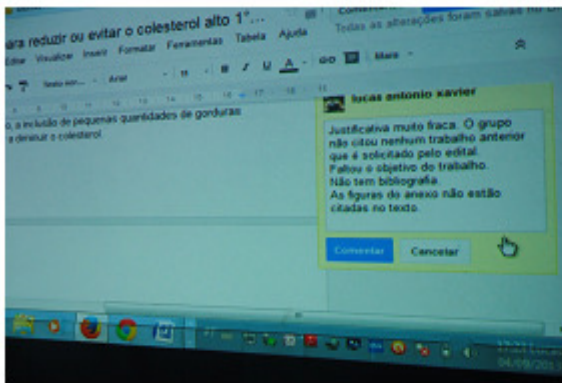 para reduzir ou evitar o colesterol alto 1°...
Todas as alterações foram salvas no
Editar Visualizar Inserir Formatar Ferramentas Tabela Ajuda
Arial
B I U A
Mais
o, a inclusão de pequenas quantidades de gorduras
a diminuir o colesterol.
lucas antonio xavier
Justificativa muito fraca. O grupo
não citou nenhum trabalho anterior
que é solicitado pelo edital.
Faltou o objetivo do trabalho.
Não tem bibliografia.
As figuras do anexo não estão
citadas no texto.
Comentar Cancelar